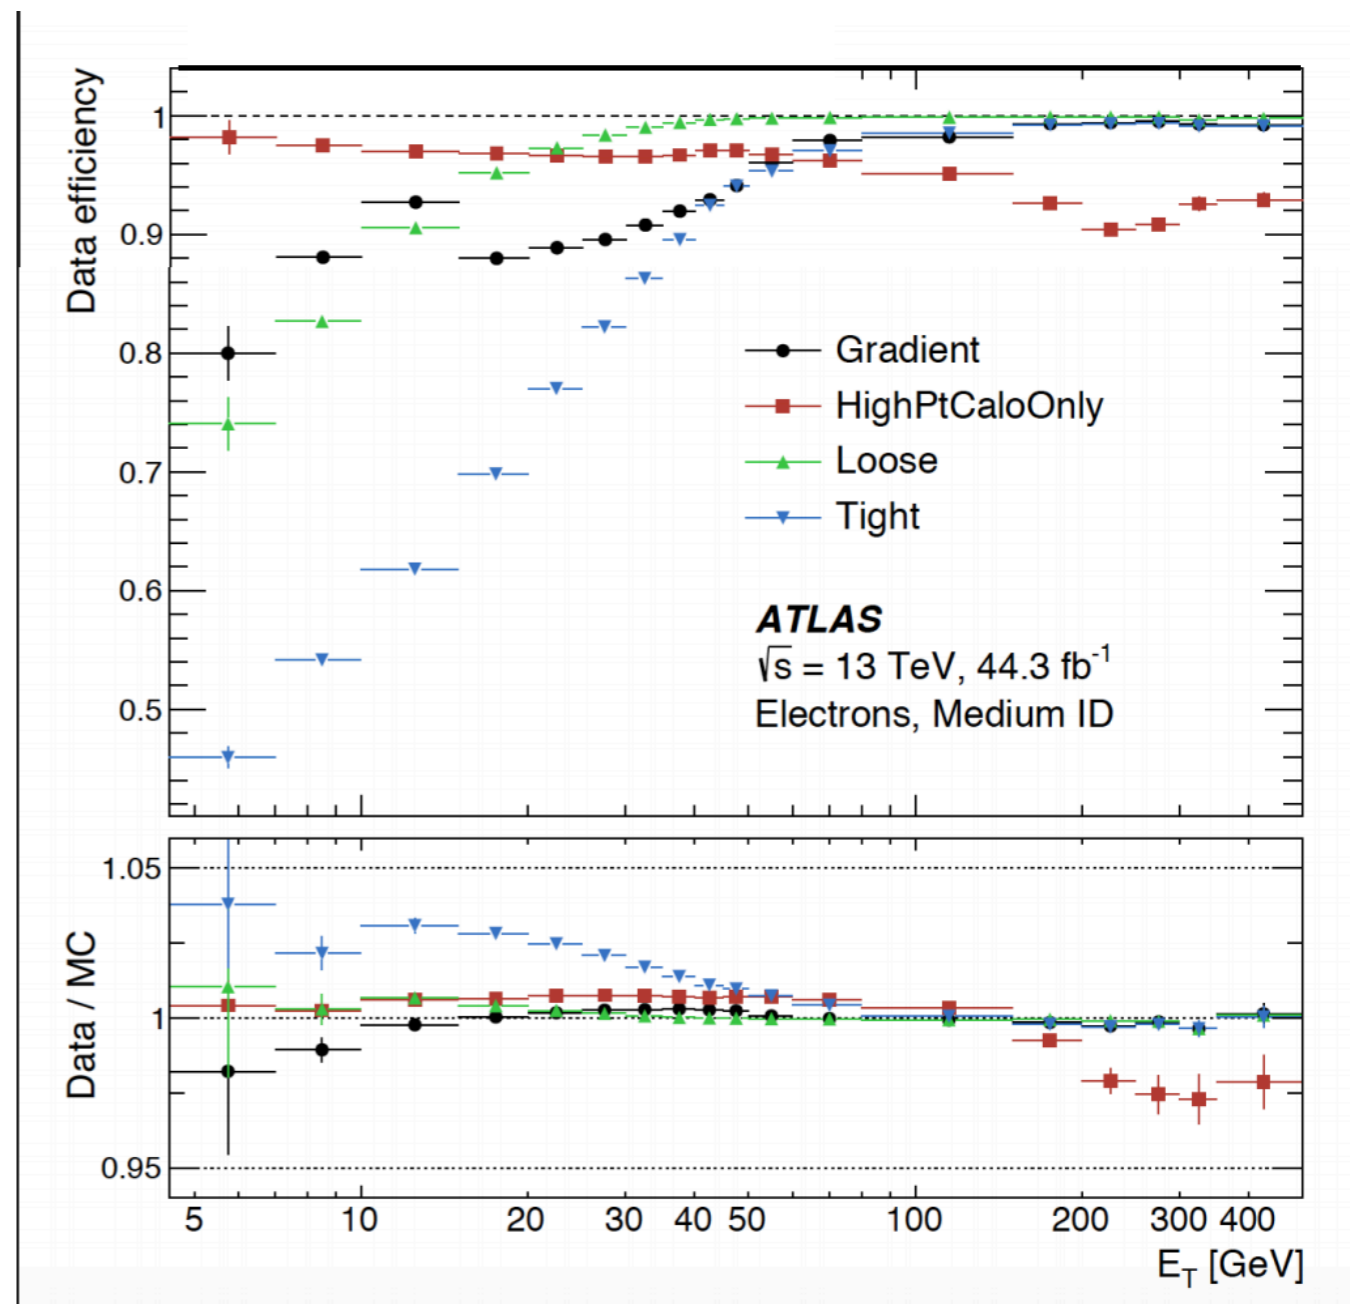 Data efficiency
1
0.9
0.8
0.7
0.6
0.5
Gradient
HighPtCaloOnly
Loose
Tight
ATLAS
√s = 13 TeV, 44.3 fb⁻¹
Electrons, Medium ID
Data / MC
1.05
1
0.95
5 10 20 30 40 50 100 200 300 400
E_T [GeV]